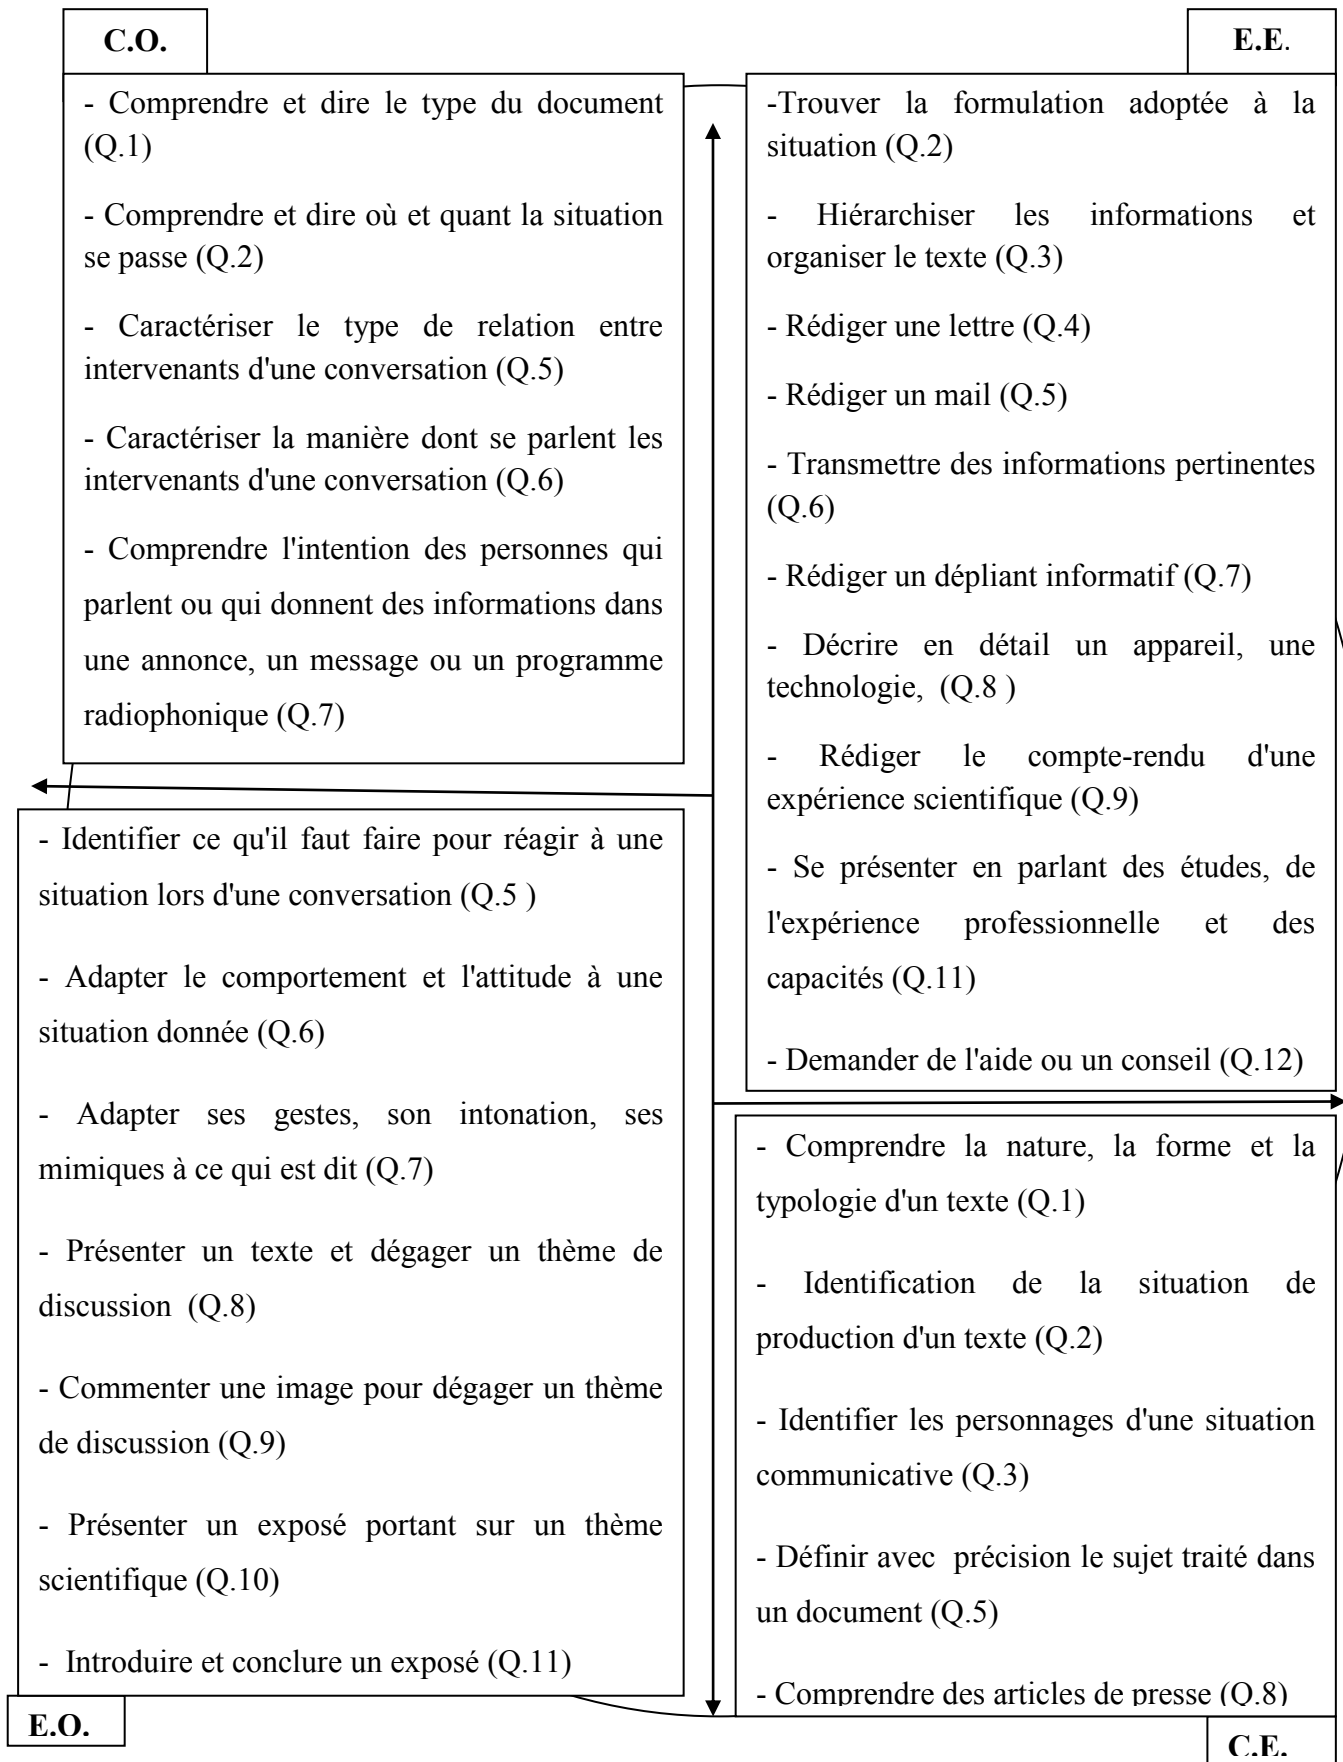 C.O.
- Comprendre et dire le type du document
(Q.1)
- Comprendre et dire où et quant la situation
se passe (Q.2)
- Caractériser le type de relation entre
intervenants d'une conversation (Q.5)
- Caractériser la manière dont se parlent les
intervenants d'une conversation (Q.6)
- Comprendre l'intention des personnes qui
parlent ou qui donnent des informations dans
une annonce, un message ou un programme
radiophonique (Q.7)
E.E.
-Trouver la formulation adoptée à la
situation (Q.2)
- Hiérarchiser les informations et
organiser le texte (Q.3)
- Rédiger une lettre (Q.4)
- Rédiger un mail (Q.5)
- Transmettre des informations pertinentes
(Q.6)
- Rédiger un dépliant informatif (Q.7)
- Décrire en détail un appareil, une
technologie, (Q.8 )
- Rédiger le compte-rendu d'une
expérience scientifique (Q.9)
- Se présenter en parlant des études, de
l'expérience professionnelle et des
capacités (Q.11)
- Demander de l'aide ou un conseil (Q.12)
- Identifier ce qu'il faut faire pour réagir à une
situation lors d'une conversation (Q.5 )
- Adapter le comportement et l'attitude à une
situation donnée (Q.6)
- Adapter ses gestes, son intonation, ses
mimiques à ce qui est dit (Q.7)
- Présenter un texte et dégager un thème de
discussion (Q.8)
- Commenter une image pour dégager un thème
de discussion (Q.9)
- Présenter un exposé portant sur un thème
scientifique (Q.10)
- Introduire et conclure un exposé (Q.11)
E.O.
- Comprendre la nature, la forme et la
typologie d'un texte (Q.1)
- Identification de la situation de
production d'un texte (Q.2)
- Identifier les personnages d'une situation
communicative (Q.3)
- Définir avec précision le sujet traité dans
un document (Q.5)
- Comprendre des articles de presse (Q.8)
C.E.